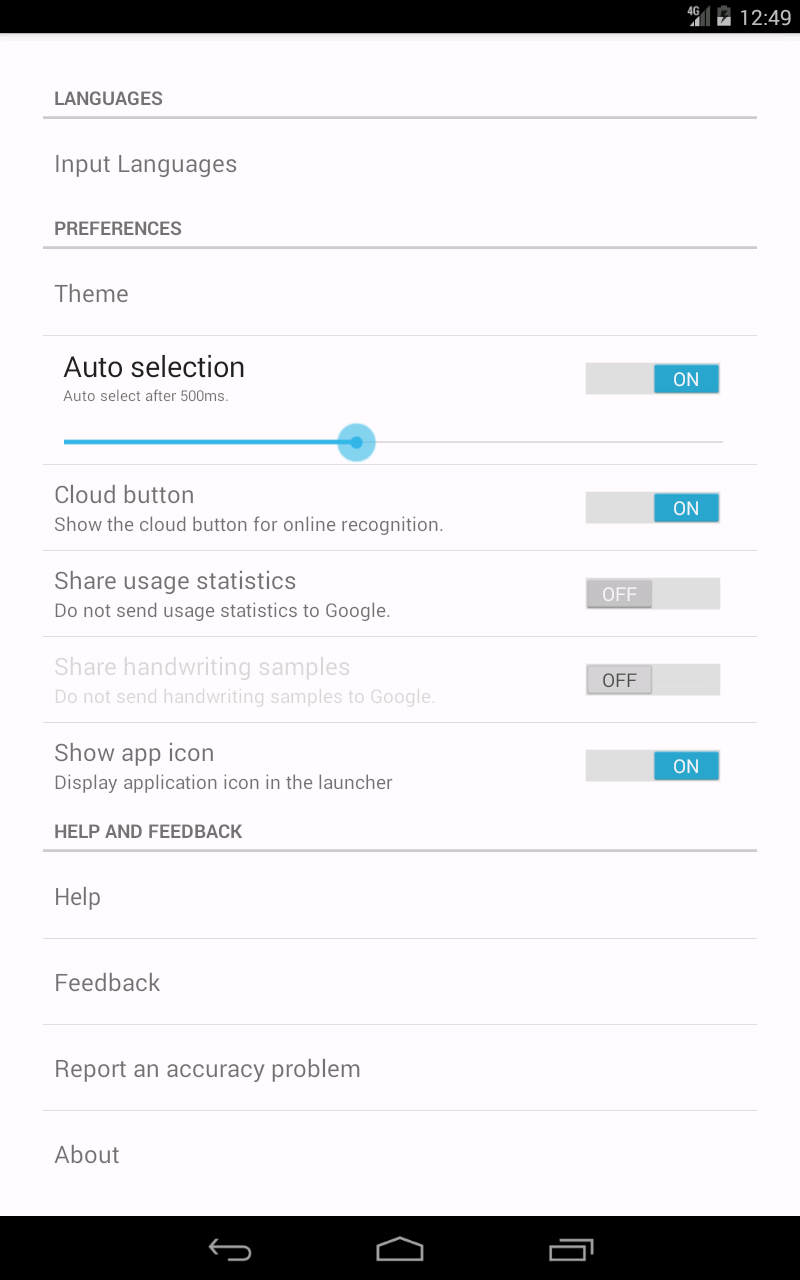 4G 12:49
LANGUAGES
Input Languages
PREFERENCES
Theme
Auto selection
ON
Auto select after 500ms.
Cloud button
ON
Show the cloud button for online recognition.
Share usage statistics
OFF
Do not send usage statistics to Google.
Share handwriting samples
OFF
Do not send handwriting samples to Google.
Show app icon
ON
Display application icon in the launcher
HELP AND FEEDBACK
Help
Feedback
Report an accuracy problem
About